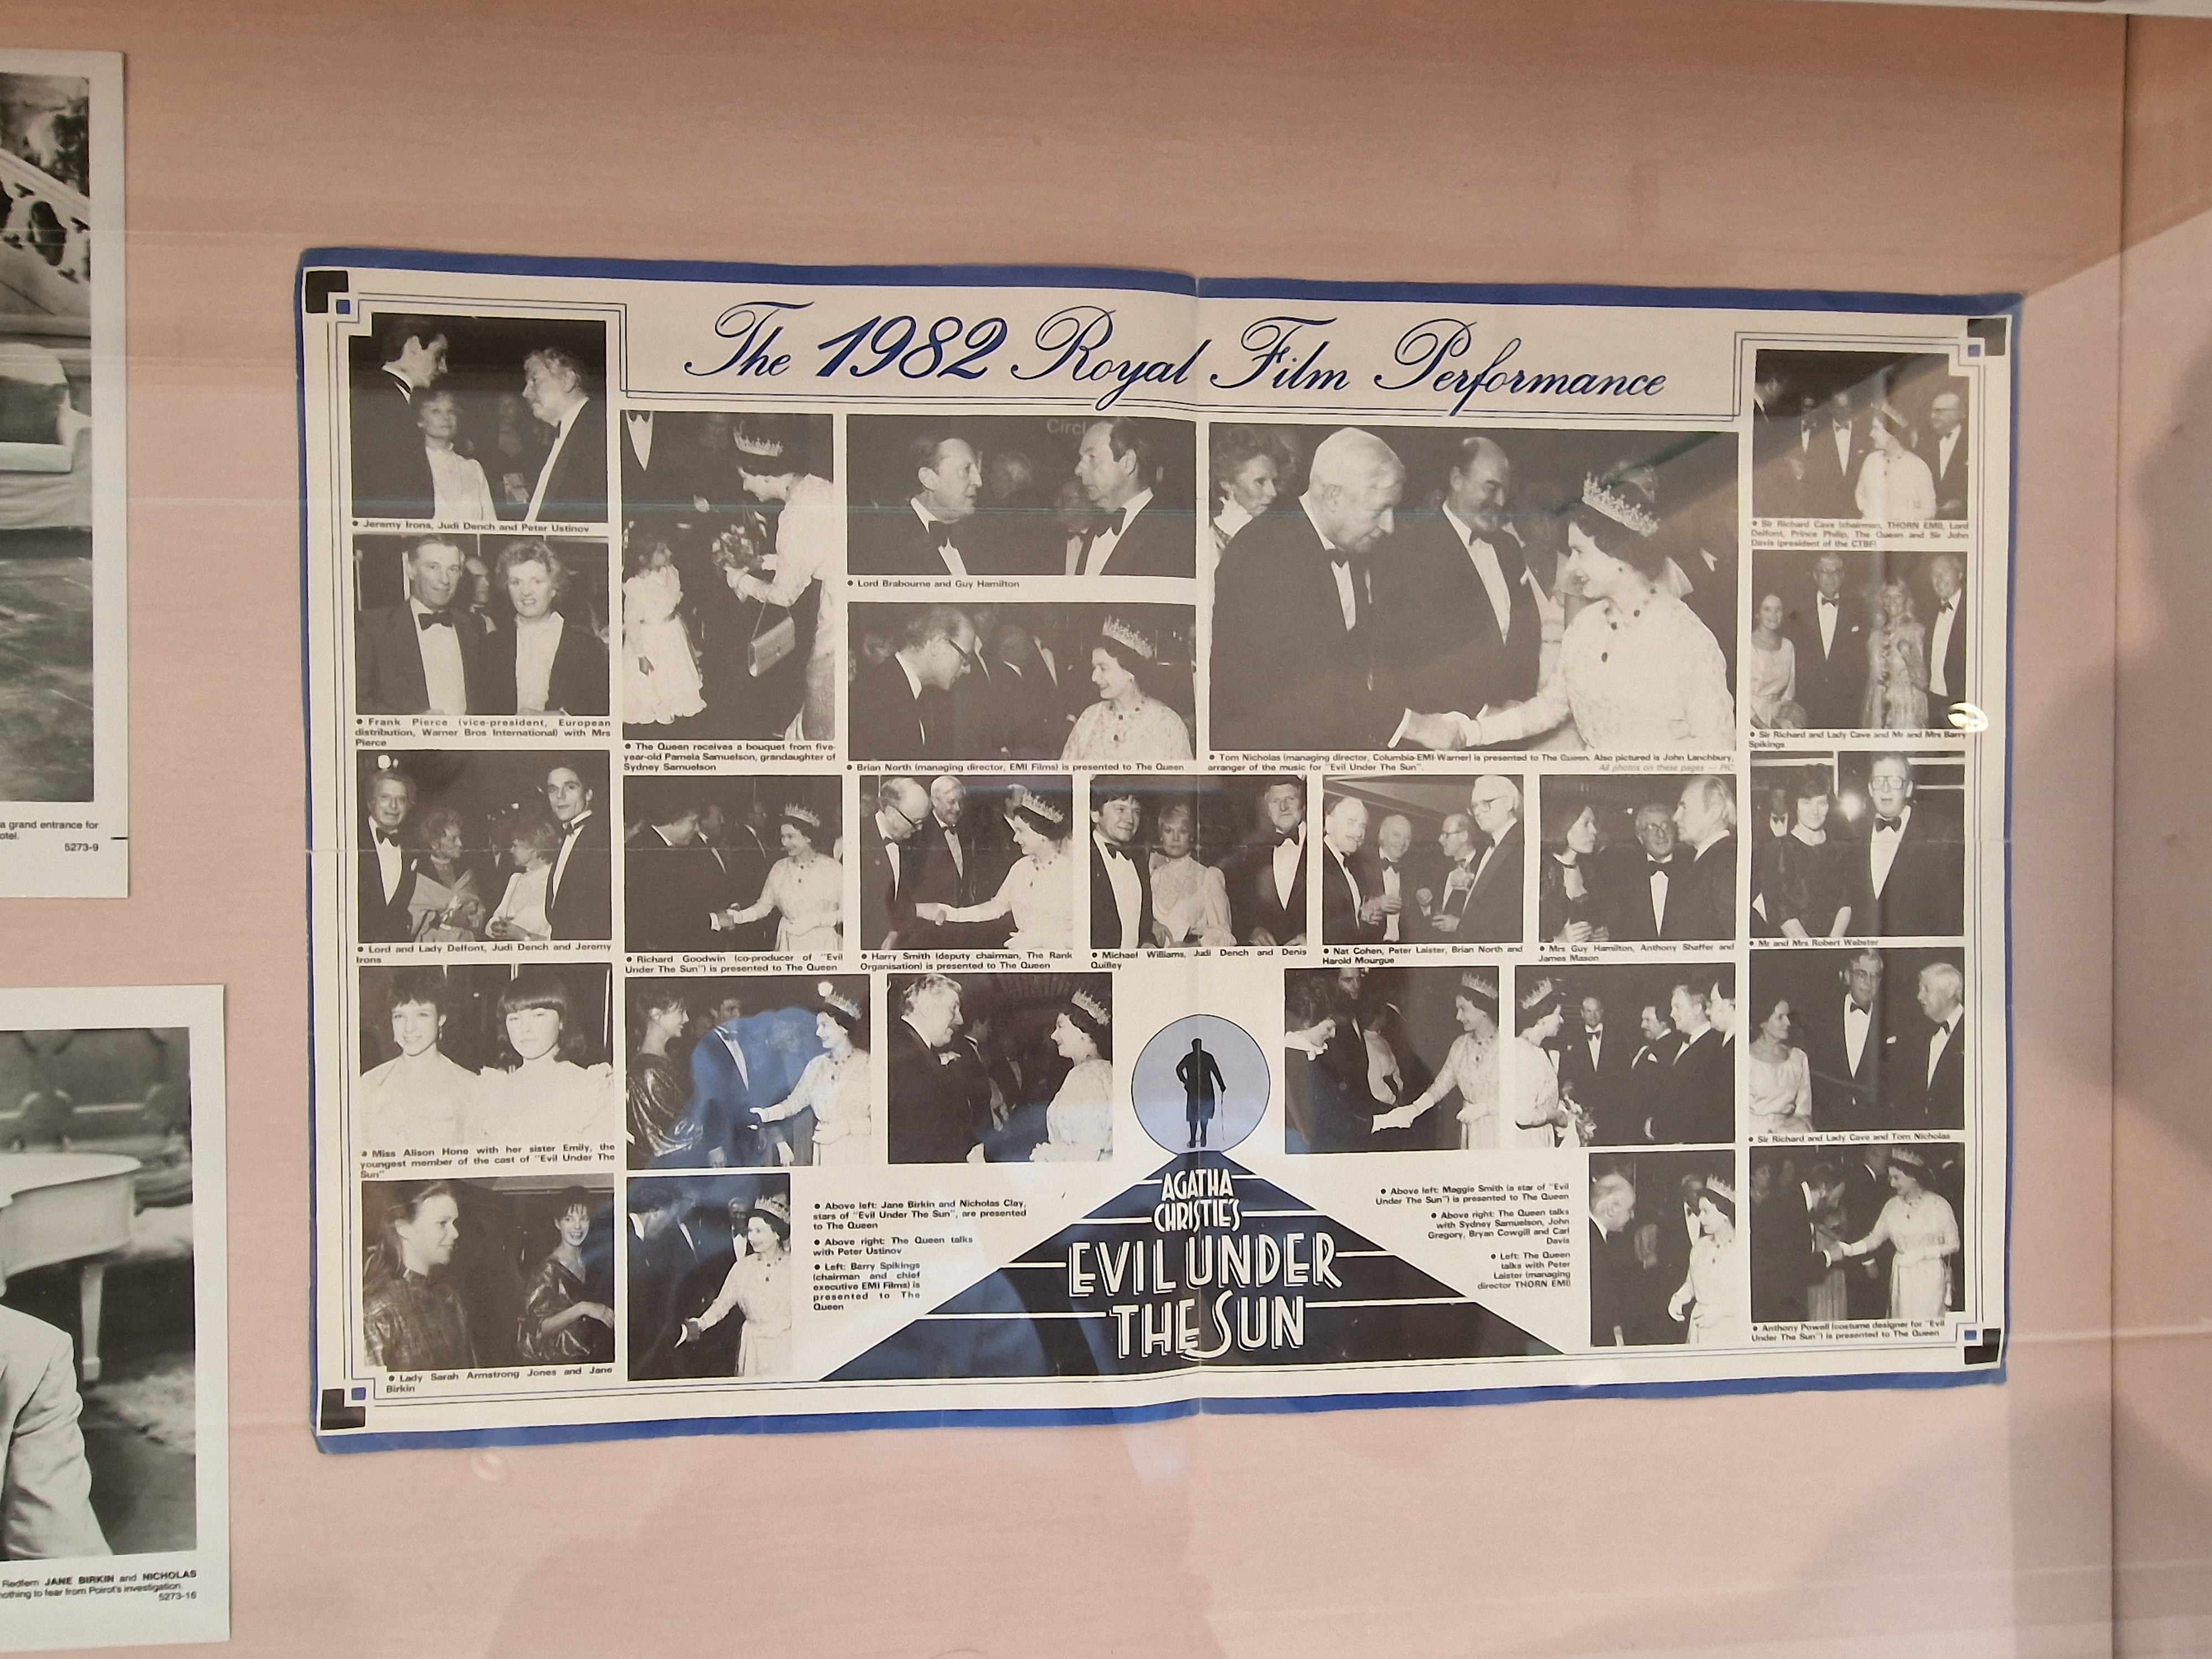 The 1982 Royal Film Performance
• Jeremy Irons, Judi Dench and Peter Ustinov
• Frank Pierce (vice-president, European
distribution, Warner Bros International) with Mrs
Pierce
• Lord and Lady Delfont, Judi Dench and Jeremy
Irons
• Miss Alison Hone with her sister Emily, the
youngest member of the cast of "Evil Under The
Sun"
• Lady Sarah Armstrong Jones and Jane
Birkin
• The Queen receives a bouquet from five-
year-old Pamela Samuelson, grandaughter of
Sydney Samuelson
Circl
• Lord Brabourne and Guy Hamilton
• Brian North (managing director, EMI Films) is presented to The Queen
• Tom Nicholas (managing director, Columbia-EMI-Warner) is presented to The Queen. Also pictured is John Lanchbury,
arranger of the music for "Evil Under The Sun".
All photos on these pages — PIC
• Sir Richard Cave (chairman, THORN EMI), Lord
Delfont, Prince Philip, The Queen and Sir John
Davis (president of the CTBF)
• Sir Richard and Lady Cave and Mr and Mrs Barry
Spikings
• Richard Goodwin (co-producer of "Evil
Under The Sun") is presented to The Queen
• Harry Smith (deputy chairman, The Rank
Organisation) is presented to The Queen
• Michael Williams, Judi Dench and Denis
Quilley
• Nat Cohen, Peter Laister, Brian North and
Harold Mourgue
• Mrs Guy Hamilton, Anthony Shaffer and
James Mason
• Mr and Mrs Robert Webster
• Sir Richard and Lady Cave and Tom Nicholas
• Above left: Jane Birkin and Nicholas Clay,
stars of "Evil Under The Sun", are presented
to The Queen
• Above right: The Queen talks
with Peter Ustinov
• Left: Barry Spikings
(chairman and chief
executive EMI Films) is
presented to The
Queen
AGATHA
CHRISTIE'S
EVIL UNDER
THE SUN
• Above left: Maggie Smith (a star of "Evil
Under The Sun") is presented to The Queen
• Above right: The Queen talks
with Sydney Samuelson, John
Gregory, Bryan Cowgill and Carl
Davis
• Left: The Queen
talks with Peter
Laister (managing
director THORN EMI)
• Anthony Powell (costume designer for "Evil
Under The Sun") is presented to The Queen
a grand entrance for
otel.
5273-9
Redfern JANE BIRKIN and NICHOLAS
nothing to fear from Poirot's investigation.
5273-16